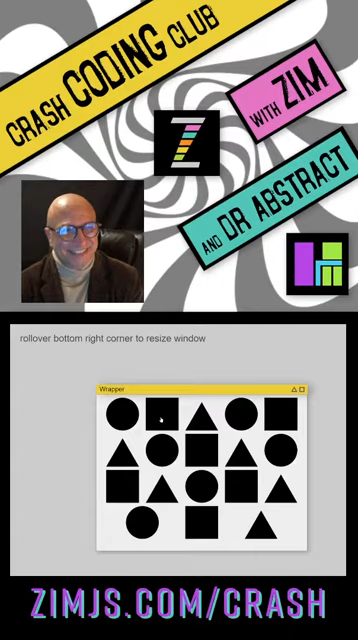 CRASH CODING CLUB
WITH ZIM
AND DR ABSTRACT
Z
rollover bottom right corner to resize window
Wrapper
ZIMJS.COM/CRASH